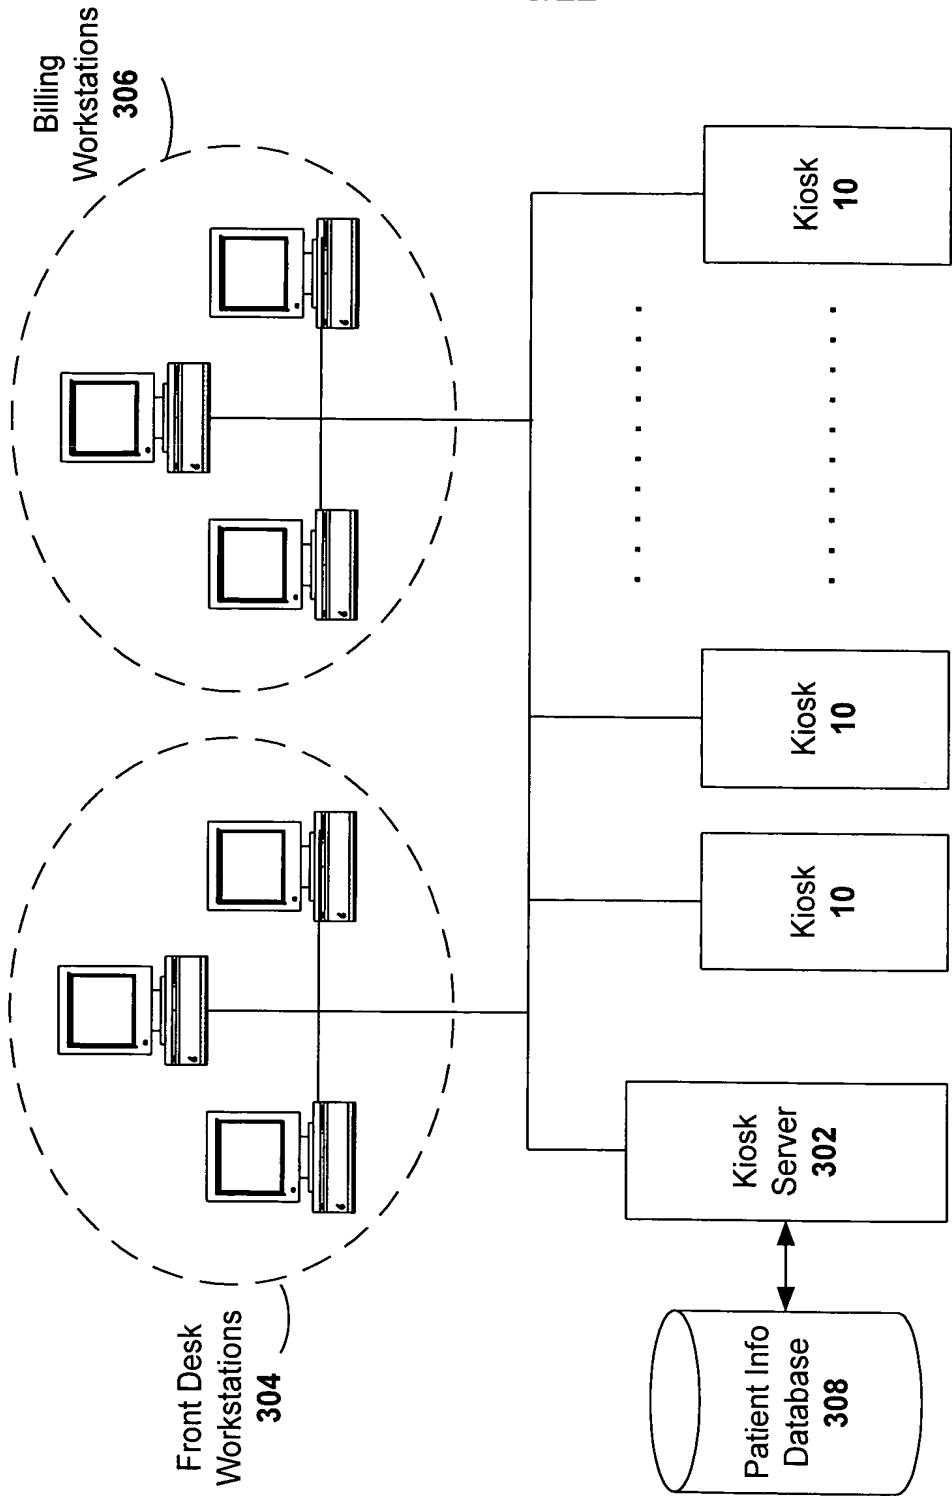 Billing
Workstations
306
Front Desk
Workstations
304
Kiosk
10
Kiosk
10
Kiosk
10
Kiosk
Server
302
Patient Info
Database
308